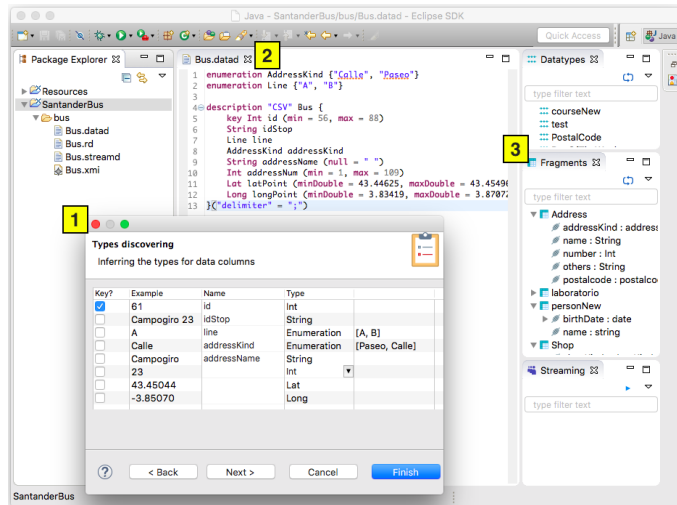 Java - SantanderBus/bus/Bus.datad - Eclipse SDK
Quick Access
Java
Package Explorer
Resources
SantanderBus
bus
Bus.datad
Bus.rd
Bus.streamd
Bus.xmi
Bus.datad
2
1 enumeration AddressKind {"Calle", "Paseo"}
2 enumeration Line {"A", "B"}
3
4 description "CSV" Bus {
5 key Int id (min = 56, max = 88)
6 String idStop
7 Line line
8 AddressKind addressKind
9 String addressName (null = " ")
10 Int addressNum (min = 1, max = 109)
11 Lat latPoint (minDouble = 43.44625, maxDouble = 43.45496
12 Long longPoint (minDouble = 3.83419, maxDouble = 3.87072
13 }("delimiter" = ";")
Datatypes
type filter text
courseNew
test
PostalCode
3
Fragments
type filter text
Address
addressKind : address
name : String
number : Int
others : String
postalcode : postalco
laboratorio
personNew
birthDate : date
name : string
Shop
Streaming
type filter text
1
Types discovering
Inferring the types for data columns
Key? Example Name Type
61 id Int
Campogiro 23 idStop String
A line Enumeration [A, B]
Calle addressKind Enumeration [Paseo, Calle]
Campogiro addressName String
23 Int
43.45044 Lat
-3.85070 Long
?
< Back
Next >
Cancel
Finish
SantanderBus